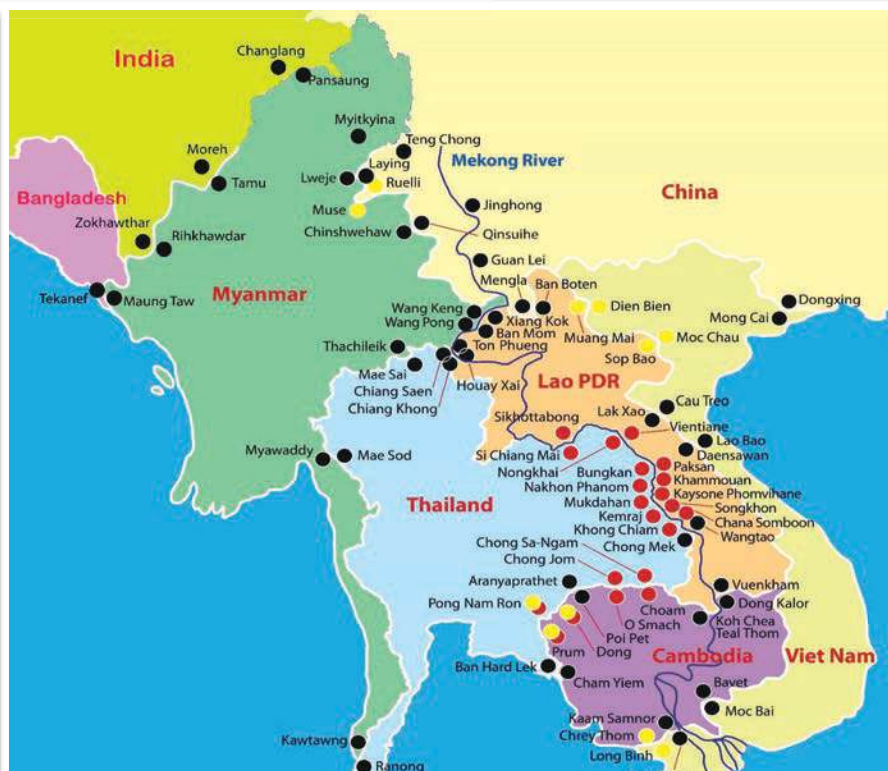 India
Changlang
Pansaung
Myitkyina
Teng Chong
Mekong River
Moreh
Laying
Lweje
Ruelli
Tamu
China
Bangladesh
Muse
Jinghong
Zokhawthar
Rihkhawdar
Chinshwehaw
Qinsuihe
Guan Lei
Mengla
Ban Boten
Tekanef
Maung Taw
Myanmar
Dongxing
Wang Keng
Dien Bien
Mong Cai
Wang Pong
Xiang Kok
Ban Mom
Muang Mai
Moc Chau
Thachileik
Ton Phueng
Sop Bao
Mae Sai
Houay Xai
Lao PDR
Chiang Saen
Chiang Khong
Sikhottabong
Lak Xao
Cau Treo
Vientiane
Lao Bao
Si Chiang Mai
Daensawan
Myawaddy
Mae Sod
Nongkhai
Bungkan
Paksan
Nakhon Phanom
Khammouan
Kaysone Phomvihane
Thailand
Mukdahan
Songkhon
Kemraj
Chana Somboon
Khong Chiam
Wangtao
Chong Sa-Ngam
Chong Mek
Chong Jom
Aranyaprathet
Vuenkham
Pong Nam Ron
Choam
Dong Kalor
O Smach
Koh Chea
Teal Thom
Poi Pet
Prum
Dong
Cambodia
Viet Nam
Ban Hard Lek
Cham Yiem
Bavet
Moc Bai
Kaam Samnor
Chrey Thom
Kawtawng
Long Binh
Ranong